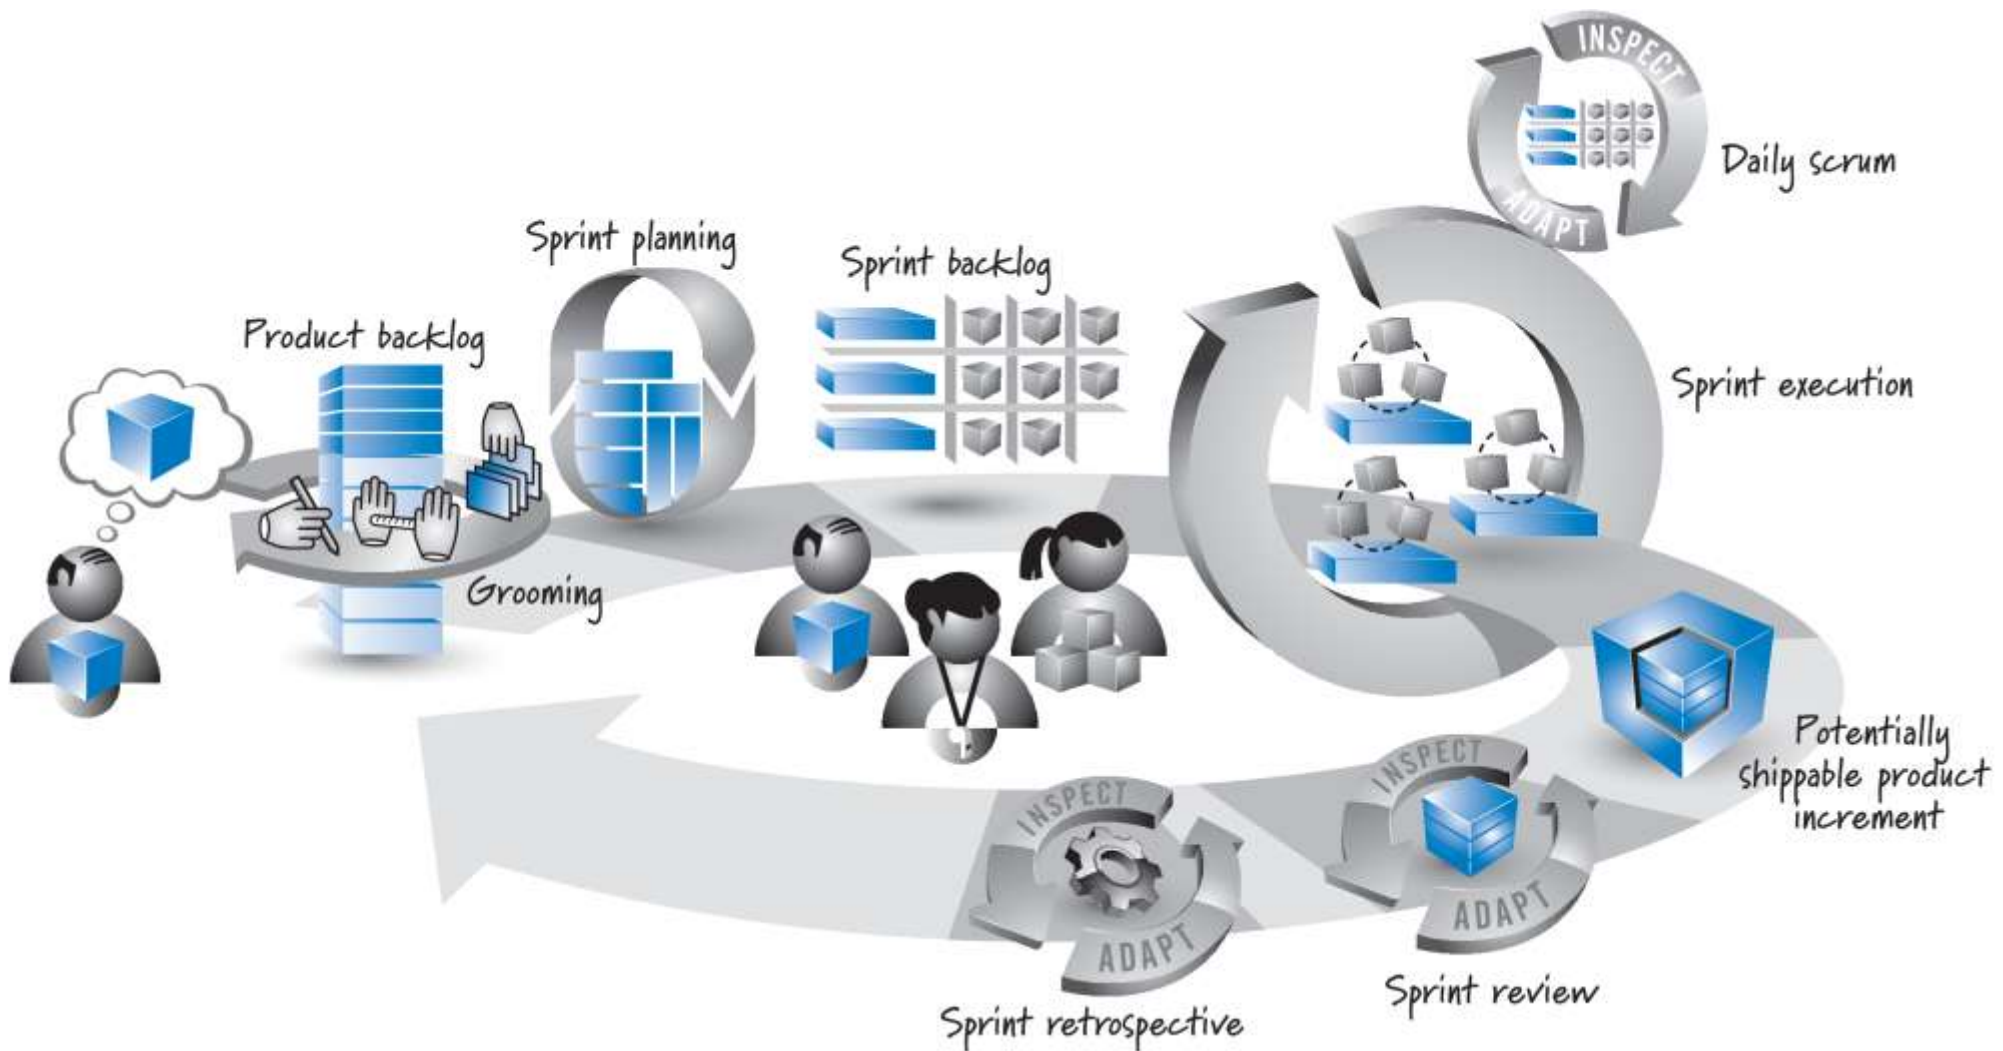 INSPECT
ADAPT
Daily scrum
Sprint planning
Sprint backlog
Product backlog
Sprint execution
Grooming
Potentially
shippable product
increment
INSPECT
ADAPT
Sprint review
INSPECT
ADAPT
Sprint retrospective